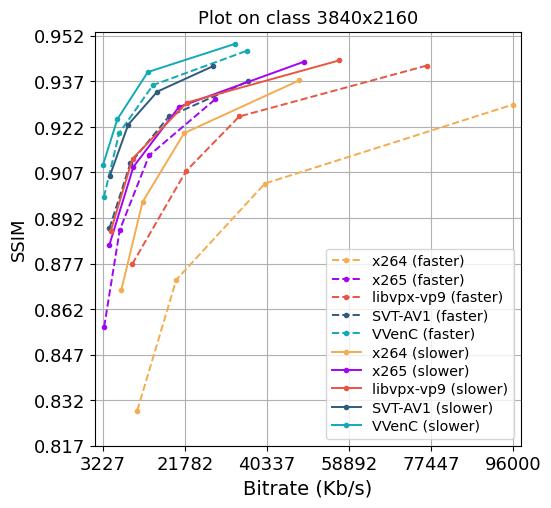 Plot on class 3840x2160
0.952
0.937
0.922
0.907
0.892
0.877
0.862
0.847
0.832
0.817
SSIM
x264 (faster)
x265 (faster)
libvpx-vp9 (faster)
SVT-AV1 (faster)
VVenC (faster)
x264 (slower)
x265 (slower)
libvpx-vp9 (slower)
SVT-AV1 (slower)
VVenC (slower)
3227 21782 40337 58892 77447 96000
Bitrate (Kb/s)